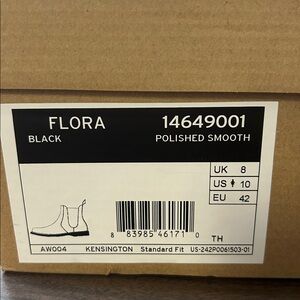 FLORA 14649001
BLACK POLISHED SMOOTH
UK 8
US 10
EU 42
8 83985 46171 0
TH
AW004 KENSINGTON Standard Fit US-242P0061503-01